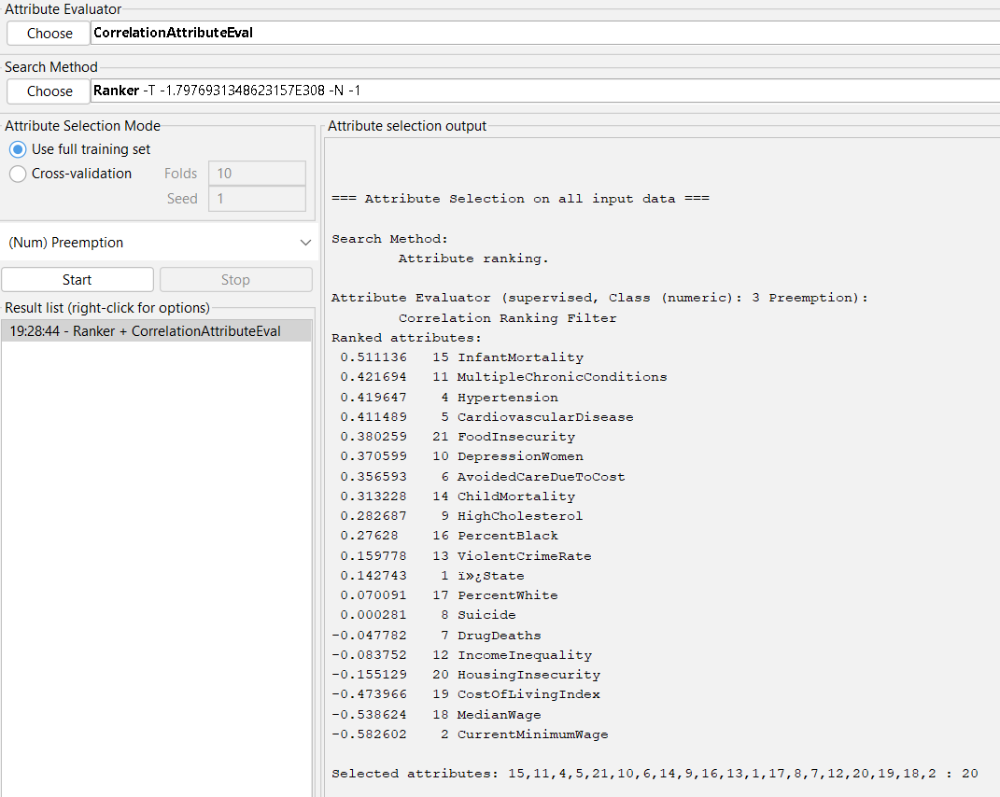 Attribute Evaluator
Choose CorrelationAttributeEval
Search Method
Choose Ranker -T -1.7976931348623157E308 -N -1
Attribute Selection Mode
Use full training set
Cross-validation Folds 10
Seed 1
(Num) Preemption
Start Stop
Result list (right-click for options)
19:28:44 - Ranker + CorrelationAttributeEval
Attribute selection output
=== Attribute Selection on all input data ===
Search Method:
Attribute ranking.
Attribute Evaluator (supervised, Class (numeric): 3 Preemption):
Correlation Ranking Filter
Ranked attributes:
0.511136 15 InfantMortality
0.421694 11 MultipleChronicConditions
0.419647 4 Hypertension
0.411489 5 CardiovascularDisease
0.380259 21 FoodInsecurity
0.370599 10 DepressionWomen
0.356593 6 AvoidedCareDueToCost
0.313228 14 ChildMortality
0.282687 9 HighCholesterol
0.27628 16 PercentBlack
0.159778 13 ViolentCrimeRate
0.142743 1 ï»¿State
0.070091 17 PercentWhite
0.000281 8 Suicide
-0.047782 7 DrugDeaths
-0.083752 12 IncomeInequality
-0.155129 20 HousingInsecurity
-0.473966 19 CostOfLivingIndex
-0.538624 18 MedianWage
-0.582602 2 CurrentMinimumWage
Selected attributes: 15,11,4,5,21,10,6,14,9,16,13,1,17,8,7,12,20,19,18,2 : 20